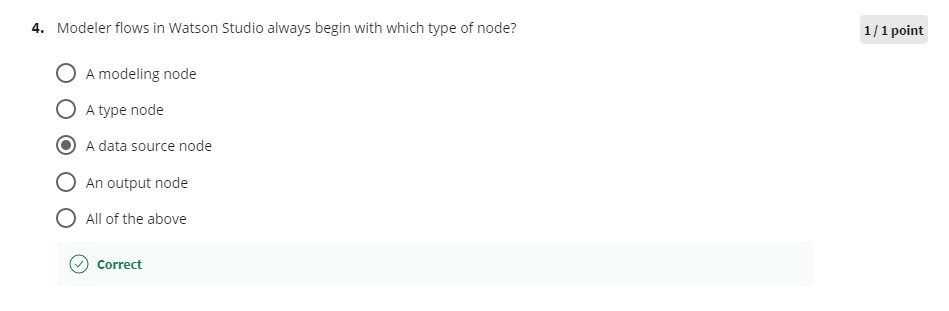 4. Modeler flows in Watson Studio always begin with which type of node?
1 / 1 point
A modeling node
A type node
A data source node
An output node
All of the above
Correct